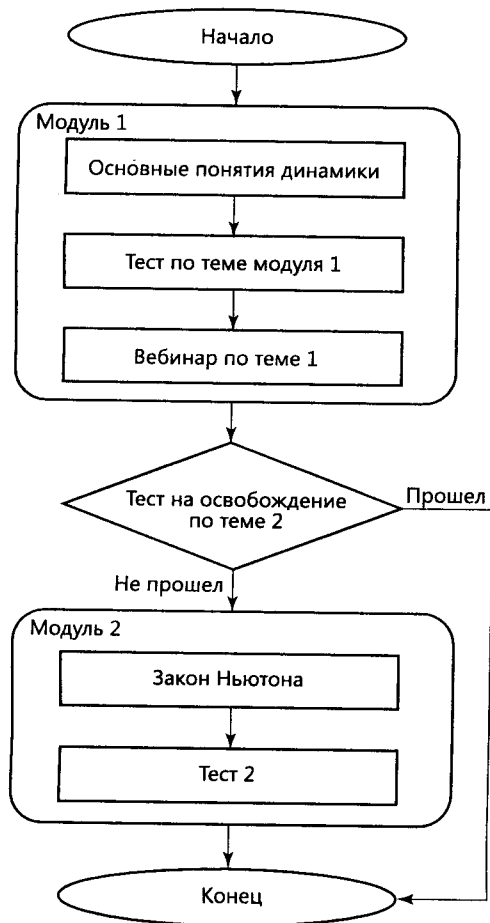 Начало
Модуль 1
Основные понятия динамики
Тест по теме модуля 1
Вебинар по теме 1
Тест на освобождение
по теме 2
Прошел
Не прошел
Модуль 2
Закон Ньютона
Тест 2
Конец